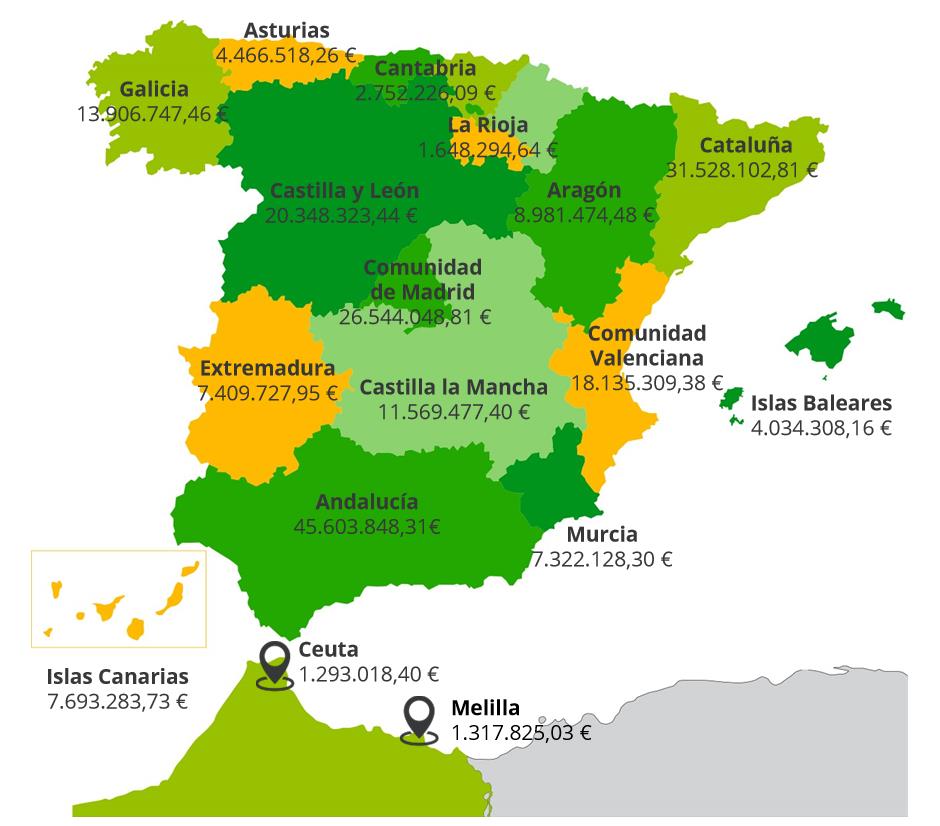 Asturias
4.466.518,26 €
Cantabria
2.752.226,09 €
Galicia
13.906.747,46 €
La Rioja
1.648.294,64 €
Cataluña
31.528.102,81 €
Castilla y León
20.348.323,44 €
Aragón
8.981.474,48 €
Comunidad
de Madrid
26.544.048,81 €
Comunidad
Valenciana
18.135.309,38 €
Extremadura
7.409.727,95 €
Castilla la Mancha
11.569.477,40 €
Islas Baleares
4.034.308,16 €
Andalucía
45.603.848,31€
Murcia
7.322.128,30 €
Islas Canarias
7.693.283,73 €
Ceuta
1.293.018,40 €
Melilla
1.317.825,03 €